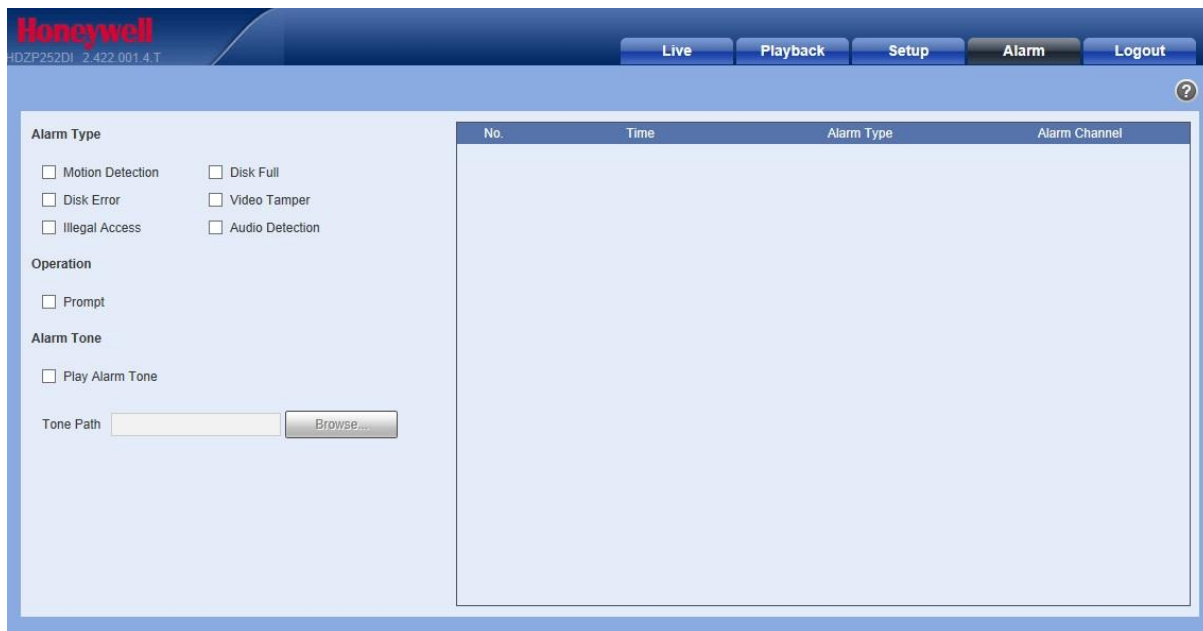 Honeywell
HDZP252DI 2.422.001.4.T
Live Playback Setup Alarm Logout
?
Alarm Type
Motion Detection Disk Full
Disk Error Video Tamper
Illegal Access Audio Detection
Operation
Prompt
Alarm Tone
Play Alarm Tone
Tone Path Browse...
No. Time Alarm Type Alarm Channel